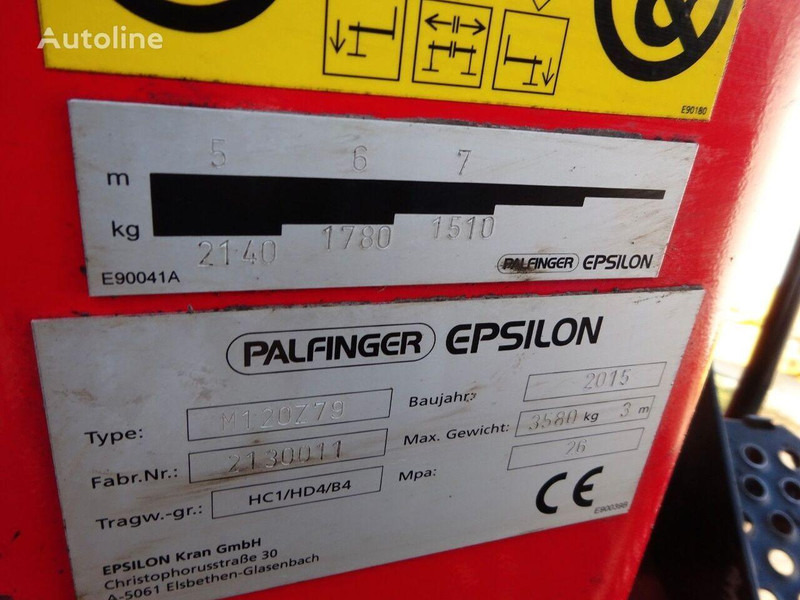 Autoline
&
E90180
5 6 7
m
kg
2140 1780 1510
E90041A
PALFINGER EPSILON
PALFINGER EPSILON
Type: M120Z79
Baujahr: 2015
Fabr.Nr.: 2130011
Max. Gewicht: 3580 kg 3 m
Tragw.-gr.: HC1/HD4/B4
Mpa: 26
CE
E90039B
EPSILON Kran GmbH
Christophorusstraße 30
A-5061 Elsbethen-Glasenbach